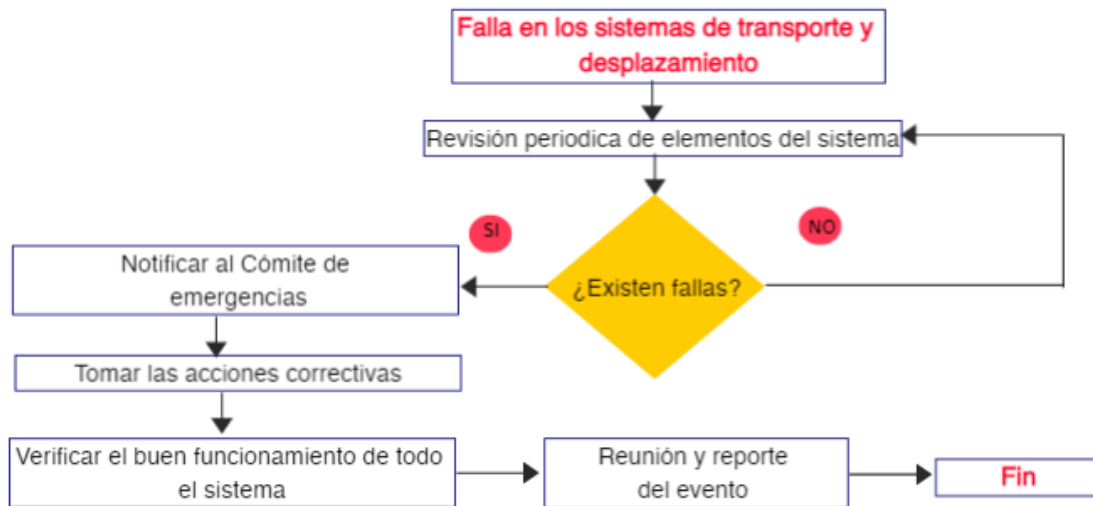 Falla en los sistemas de transporte y
desplazamiento
Revisión periodica de elementos del sistema
SI
NO
¿Existen fallas?
Notificar al Cómite de
emergencias
Tomar las acciones correctivas
Verificar el buen funcionamiento de todo
el sistema
Reunión y reporte
del evento
Fin